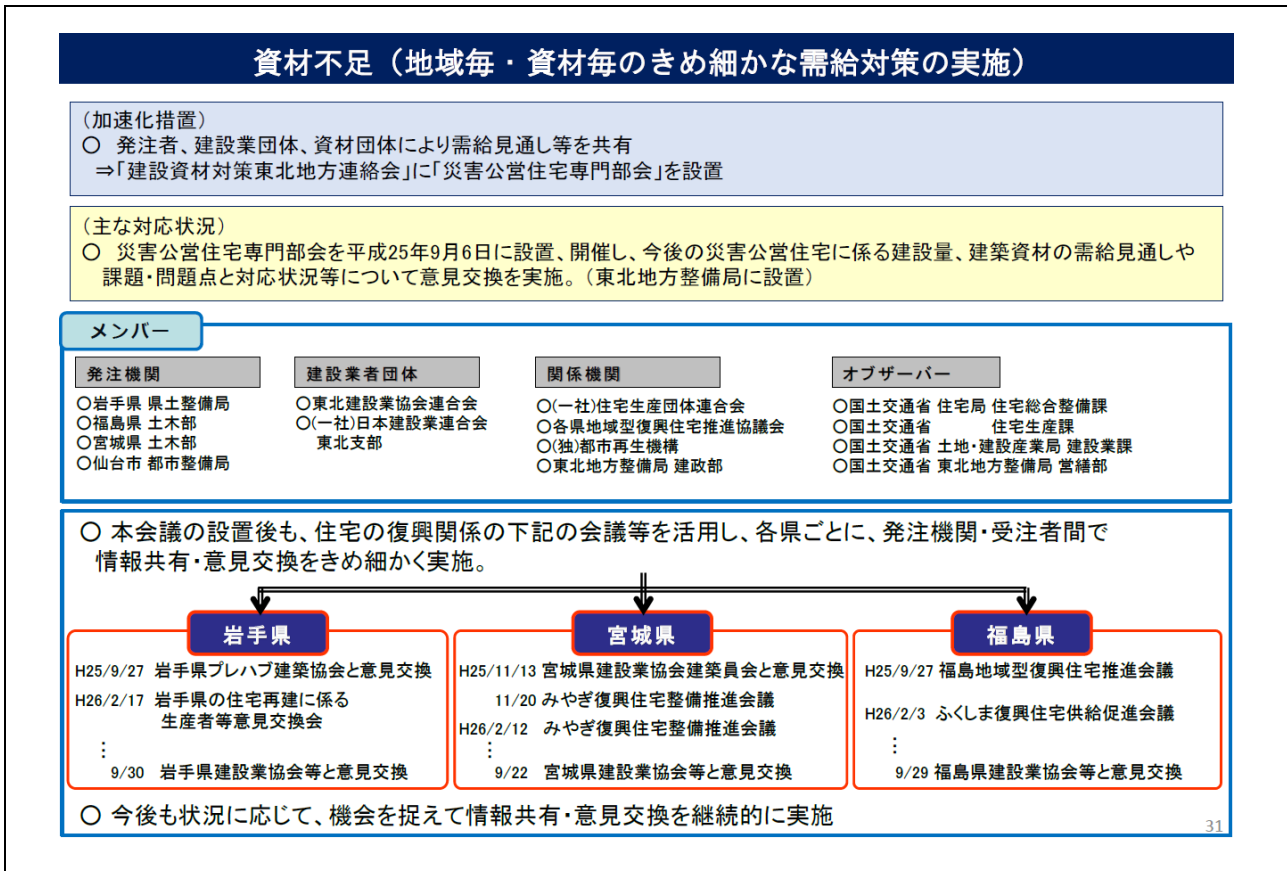 資材不足（地域毎・資材毎のきめ細かな需給対策の実施）
（加速化措置）
〇 発注者、建設業団体、資材団体により需給見通し等を共有
⇒「建設資材対策東北地方連絡会」に「災害公営住宅専門部会」を設置
（主な対応状況）
〇 災害公営住宅専門部会を平成25年9月6日に設置、開催し、今後の災害公営住宅に係る建設量、建築資材の需給見通しや
課題・問題点と対応状況等について意見交換を実施。（東北地方整備局に設置）
メンバー
発注機関
〇岩手県 県土整備局
〇福島県 土木部
〇宮城県 土木部
〇仙台市 都市整備局
建設業者団体
〇東北建設業協会連合会
〇(一社)日本建設業連合会
東北支部
関係機関
〇(一社)住宅生産団体連合会
〇各県地域型復興住宅推進協議会
〇(独)都市再生機構
〇東北地方整備局 建政部
オブザーバー
〇国土交通省 住宅局 住宅総合整備課
〇国土交通省 住宅生産課
〇国土交通省 土地・建設産業局 建設業課
〇国土交通省 東北地方整備局 営繕部
〇 本会議の設置後も、住宅の復興関係の下記の会議等を活用し、各県ごとに、発注機関・受注者間で
情報共有・意見交換をきめ細かく実施。
岩手県
H25/9/27 岩手県プレハブ建築協会と意見交換
H26/2/17 岩手県の住宅再建に係る
生産者等意見交換会
⋮
9/30 岩手県建設業協会等と意見交換
宮城県
H25/11/13 宮城県建設業協会建築員会と意見交換
11/20 みやぎ復興住宅整備推進会議
H26/2/12 みやぎ復興住宅整備推進会議
⋮
9/22 宮城県建設業協会等と意見交換
福島県
H25/9/27 福島地域型復興住宅推進会議
H26/2/3 ふくしま復興住宅供給促進会議
⋮
9/29 福島県建設業協会等と意見交換
〇 今後も状況に応じて、機会を捉えて情報共有・意見交換を継続的に実施
31